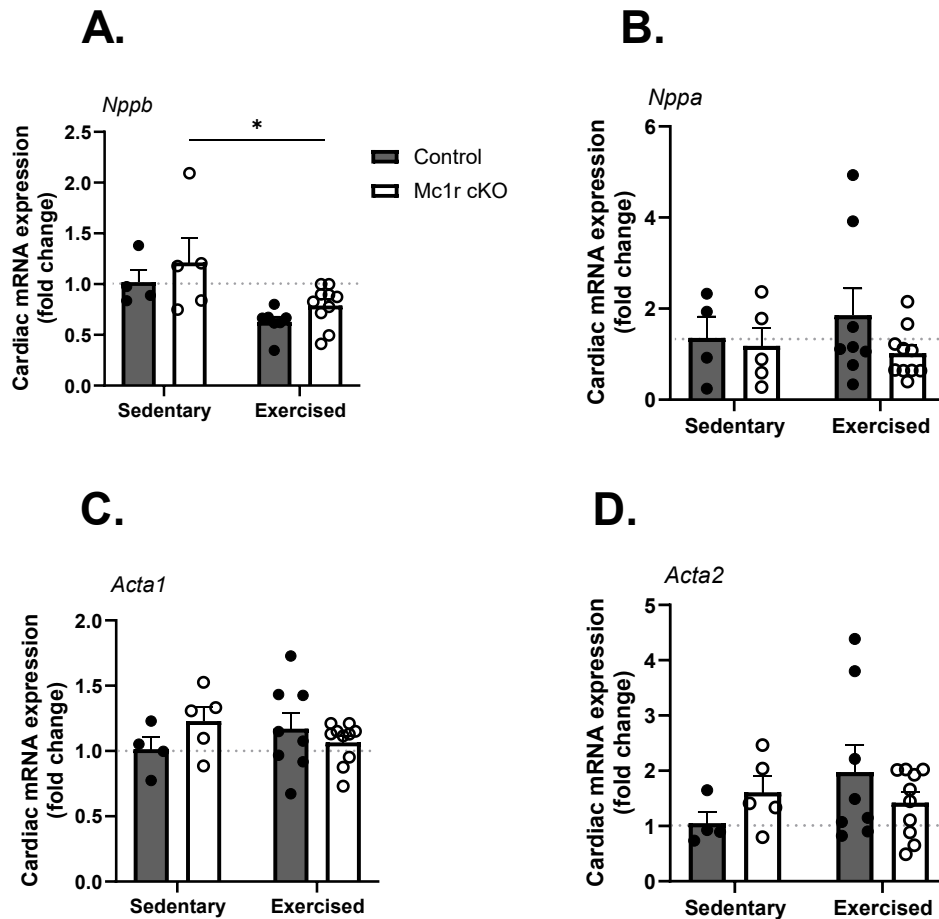 A.
Nppb
*
Control
Mc1r cKO
Cardiac mRNA expression
(fold change)
2.5
2.0
1.5
1.0
0.5
0.0
Sedentary
Exercised
B.
Nppa
Cardiac mRNA expression
(fold change)
6
4
2
0
Sedentary
Exercised
C.
Acta1
Cardiac mRNA expression
(fold change)
2.0
1.5
1.0
0.5
0.0
Sedentary
Exercised
D.
Acta2
Cardiac mRNA expression
(fold change)
5
4
3
2
1
0
Sedentary
Exercised